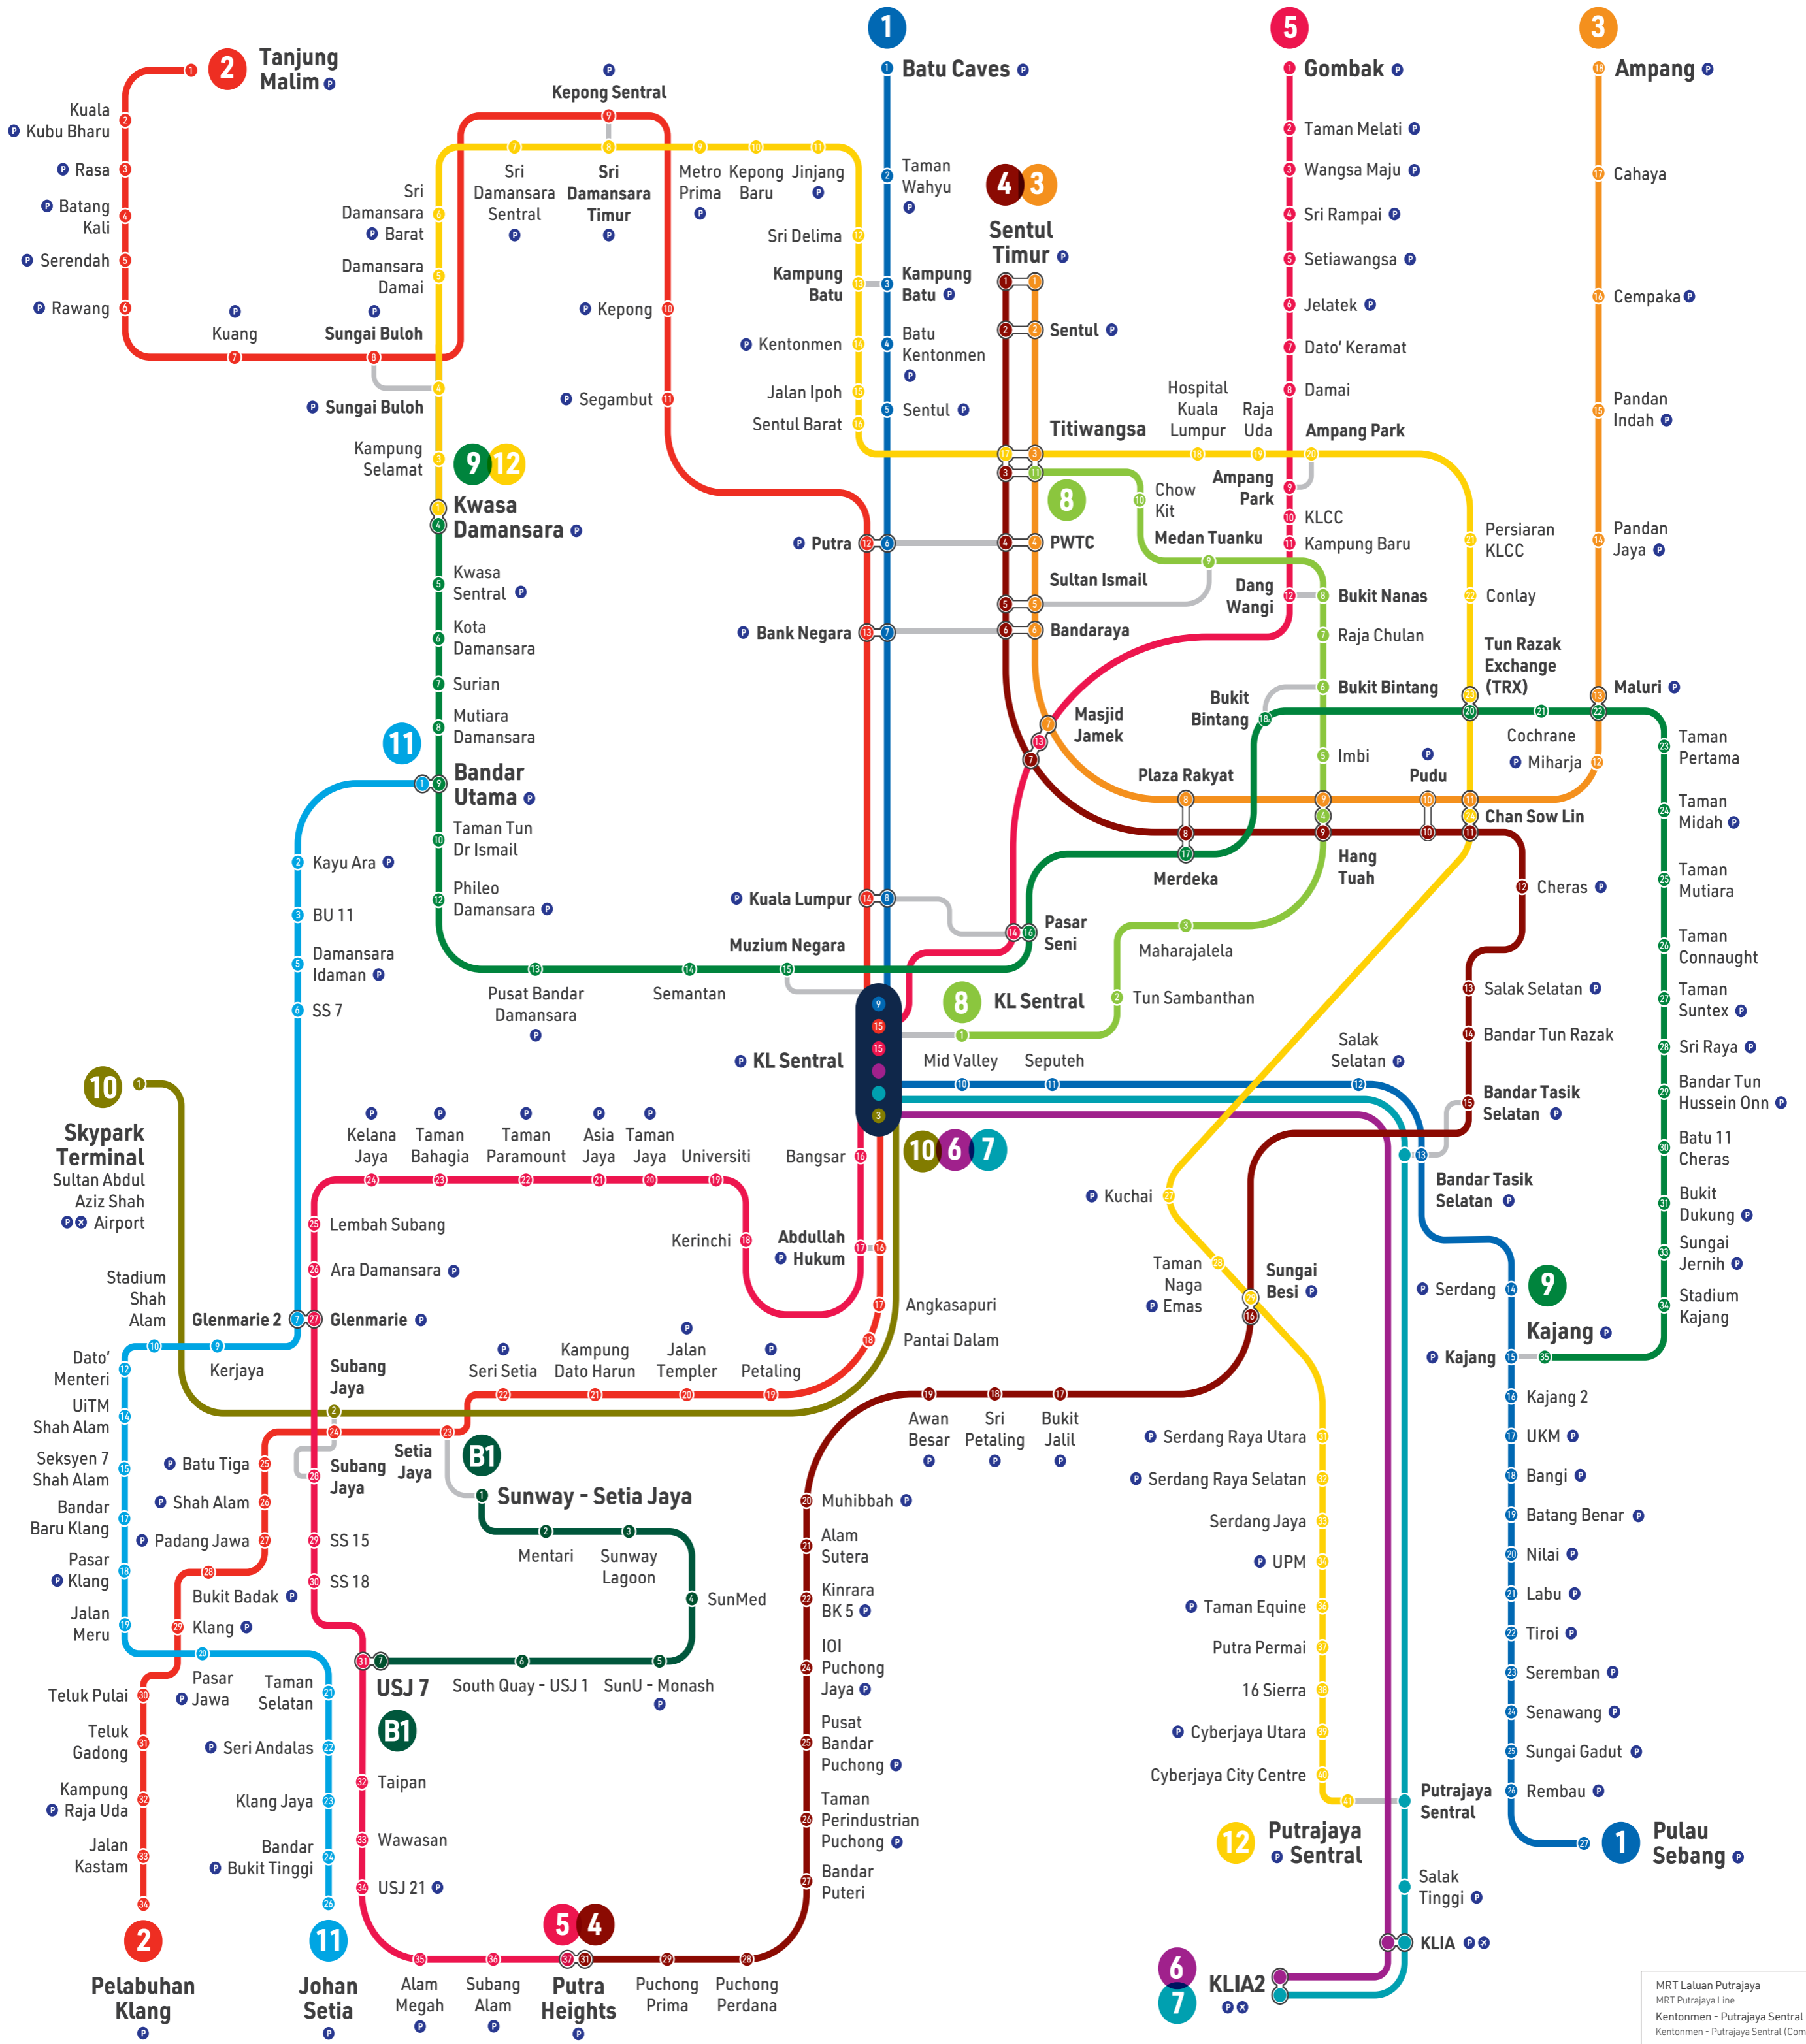 1
5
3
2
Tanjung
Malim P
Batu Caves P
Gombak P
Ampang P
P
Kepong Sentral
Kuala
P Kubu Bharu
P Rasa
P Batang
Kali
P Serendah
P Rawang
P
Kuang
P
Sungai Buloh
P Sungai Buloh
Sri
Damansara
P Barat
Damansara
Damai
Kampung
Selamat
Sri
Damansara
Sentral
P
Sri
Damansara
Timur
P
Metro
Prima
P
Kepong
Baru
Jinjang
P
Taman
Wahyu
P
Sri Delima
Kampung
Batu
Kampung
Batu P
P Kentonmen
Batu
Kentonmen
P
Jalan Ipoh
Sentul P
Sentul Barat
P Kepong
P Segambut
4 3
Sentul
Timur P
Sentul P
Titiwangsa
8
Taman Melati P
Wangsa Maju P
Sri Rampai P
Setiawangsa P
Jelatek P
Dato' Keramat
Damai
Hospital
Kuala
Lumpur
Raja
Uda
Ampang Park
Ampang
Park
KLCC
Kampung Baru
Chow
Kit
Medan Tuanku
Dang
Wangi
Bukit Nanas
Raja Chulan
Bukit
Bintang
Bukit Bintang
Imbi
Persiaran
KLCC
Conlay
Tun Razak
Exchange
(TRX)
Cahaya
Cempaka P
Pandan
Indah P
Pandan
Jaya P
Maluri P
Cochrane
P Miharja
P
Pudu
Chan Sow Lin
Hang
Tuah
9 12
Kwasa
Damansara P
Kwasa
Sentral P
Kota
Damansara
Surian
Mutiara
Damansara
11
Bandar
Utama P
Taman Tun
Dr Ismail
Phileo
Damansara P
P Putra
PWTC
Sultan Ismail
P Bank Negara
Bandaraya
Masjid
Jamek
Plaza Rakyat
Merdeka
P Kuala Lumpur
Pasar
Seni
Muzium Negara
Pusat Bandar
Damansara
P
Semantan
Maharajalela
Tun Sambanthan
8 KL Sentral
P KL Sentral
10 6 7
Mid Valley
Seputeh
Salak
Selatan P
Cheras P
Salak Selatan P
Bandar Tun Razak
Bandar Tasik
Selatan P
Bandar Tasik
Selatan P
Taman
Pertama
Taman
Midah P
Taman
Mutiara
Taman
Connaught
Taman
Suntex P
Sri Raya P
Bandar Tun
Hussein Onn P
Batu 11
Cheras
Bukit
Dukung P
Sungai
Jernih P
Stadium
Kajang
9
Kajang P
P Kajang
P Serdang
Kajang 2
UKM P
Bangi P
Batang Benar P
Nilai P
Labu P
Tiroi P
Seremban P
Senawang P
Sungai Gadut P
Rembau P
1 Pulau
Sebang P
Kayu Ara P
BU 11
Damansara
Idaman P
SS 7
10
Skypark
Terminal
Sultan Abdul
Aziz Shah
P Airport
P
Kelana
Jaya
P
Taman
Bahagia
P
Taman
Paramount
P
Asia
Jaya
P
Taman
Jaya
Universiti
Bangsar
Kerinchi
Abdullah
P Hukum
Lembah Subang
Ara Damansara P
Glenmarie 2
Glenmarie P
Stadium
Shah
Alam
Kerjaya
Dato'
Menteri
UiTM
Shah Alam
Seksyen 7
Shah Alam
Bandar
Baru Klang
Pasar
P Klang
Jalan
Meru
Pasar
P Jawa
Taman
Selatan
P Seri Andalas
Klang Jaya
Bandar
P Bukit Tinggi
11
Johan
Setia
P
Subang
Jaya
Subang
Jaya
Setia
Jaya
P
Seri Setia
Kampung
Dato Harun
P
Jalan
Templer
P
Petaling
Angkasapuri
Pantai Dalam
P Batu Tiga
P Shah Alam
P Padang Jawa
Bukit Badak P
Klang P
Teluk Pulai
Teluk
Gadong
Kampung
P Raja Uda
Jalan
Kastam
2
Pelabuhan
Klang
P
SS 15
SS 18
B1
Sunway - Setia Jaya
Mentari
Sunway
Lagoon
SunMed
SunU - Monash
P
South Quay - USJ 1
USJ 7
B1
Taipan
Wawasan
USJ 21 P
Alam
Megah
P
Subang
Alam
P
5 4
Putra
Heights
P
Puchong
Prima
Puchong
Perdana
P Kuchai
Taman
Naga
P Emas
Sungai
Besi P
Awan
Besar
P
Sri
Petaling
P
Bukit
Jalil
P
Muhibbah P
Alam
Sutera
Kinrara
BK 5 P
IOI
Puchong
Jaya P
Pusat
Bandar
Puchong P
Taman
Perindustrian
Puchong P
Bandar
Puteri
P Serdang Raya Utara
P Serdang Raya Selatan
Serdang Jaya
P UPM
P Taman Equine
Putra Permai
16 Sierra
P Cyberjaya Utara
Cyberjaya City Centre
12 Putrajaya
P Sentral
Putrajaya
Sentral
Salak
Tinggi P
KLIA P
6
7
KLIA2
P
MRT Laluan Putrajaya
MRT Putrajaya Line
Kentonmen - Putrajaya Sentral
Kentonmen - Putrajaya Sentral (Com